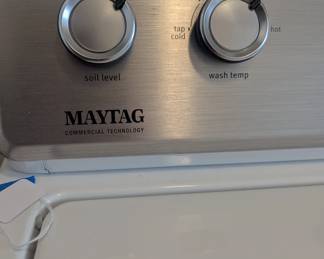 tap
cold
hot
soil level
wash temp
MAYTAG
COMMERCIAL TECHNOLOGY